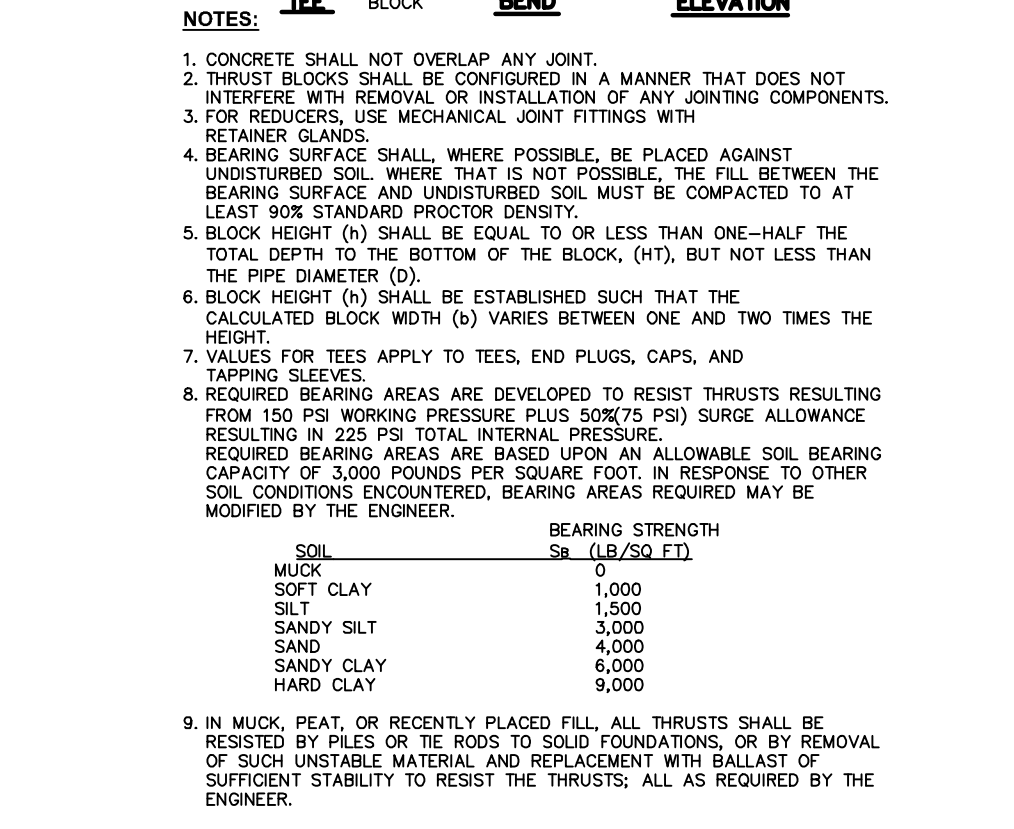 TEE BLOCK BEND ELEVATION
NOTES:
1. CONCRETE SHALL NOT OVERLAP ANY JOINT.
2. THRUST BLOCKS SHALL BE CONFIGURED IN A MANNER THAT DOES NOT
INTERFERE WITH REMOVAL OR INSTALLATION OF ANY JOINTING COMPONENTS.
3. FOR REDUCERS, USE MECHANICAL JOINT FITTINGS WITH
RETAINER GLANDS.
4. BEARING SURFACE SHALL, WHERE POSSIBLE, BE PLACED AGAINST
UNDISTURBED SOIL. WHERE THAT IS NOT POSSIBLE, THE FILL BETWEEN THE
BEARING SURFACE AND UNDISTURBED SOIL MUST BE COMPACTED TO AT
LEAST 90% STANDARD PROCTOR DENSITY.
5. BLOCK HEIGHT (h) SHALL BE EQUAL TO OR LESS THAN ONE-HALF THE
TOTAL DEPTH TO THE BOTTOM OF THE BLOCK, (HT), BUT NOT LESS THAN
THE PIPE DIAMETER (D).
6. BLOCK HEIGHT (h) SHALL BE ESTABLISHED SUCH THAT THE
CALCULATED BLOCK WIDTH (b) VARIES BETWEEN ONE AND TWO TIMES THE
HEIGHT.
7. VALUES FOR TEES APPLY TO TEES, END PLUGS, CAPS, AND
TAPPING SLEEVES.
8. REQUIRED BEARING AREAS ARE DEVELOPED TO RESIST THRUSTS RESULTING
FROM 150 PSI WORKING PRESSURE PLUS 50%(75 PSI) SURGE ALLOWANCE
RESULTING IN 225 PSI TOTAL INTERNAL PRESSURE.
REQUIRED BEARING AREAS ARE BASED UPON AN ALLOWABLE SOIL BEARING
CAPACITY OF 3,000 POUNDS PER SQUARE FOOT. IN RESPONSE TO OTHER
SOIL CONDITIONS ENCOUNTERED, BEARING AREAS REQUIRED MAY BE
MODIFIED BY THE ENGINEER.
BEARING STRENGTH
SOIL SB (LB/SQ FT)
MUCK 0
SOFT CLAY 1,000
SILT 1,500
SANDY SILT 3,000
SAND 4,000
SANDY CLAY 6,000
HARD CLAY 9,000
9. IN MUCK, PEAT, OR RECENTLY PLACED FILL, ALL THRUSTS SHALL BE
RESISTED BY PILES OR TIE RODS TO SOLID FOUNDATIONS, OR BY REMOVAL
OF SUCH UNSTABLE MATERIAL AND REPLACEMENT WITH BALLAST OF
SUFFICIENT STABILITY TO RESIST THE THRUSTS; ALL AS REQUIRED BY THE
ENGINEER.